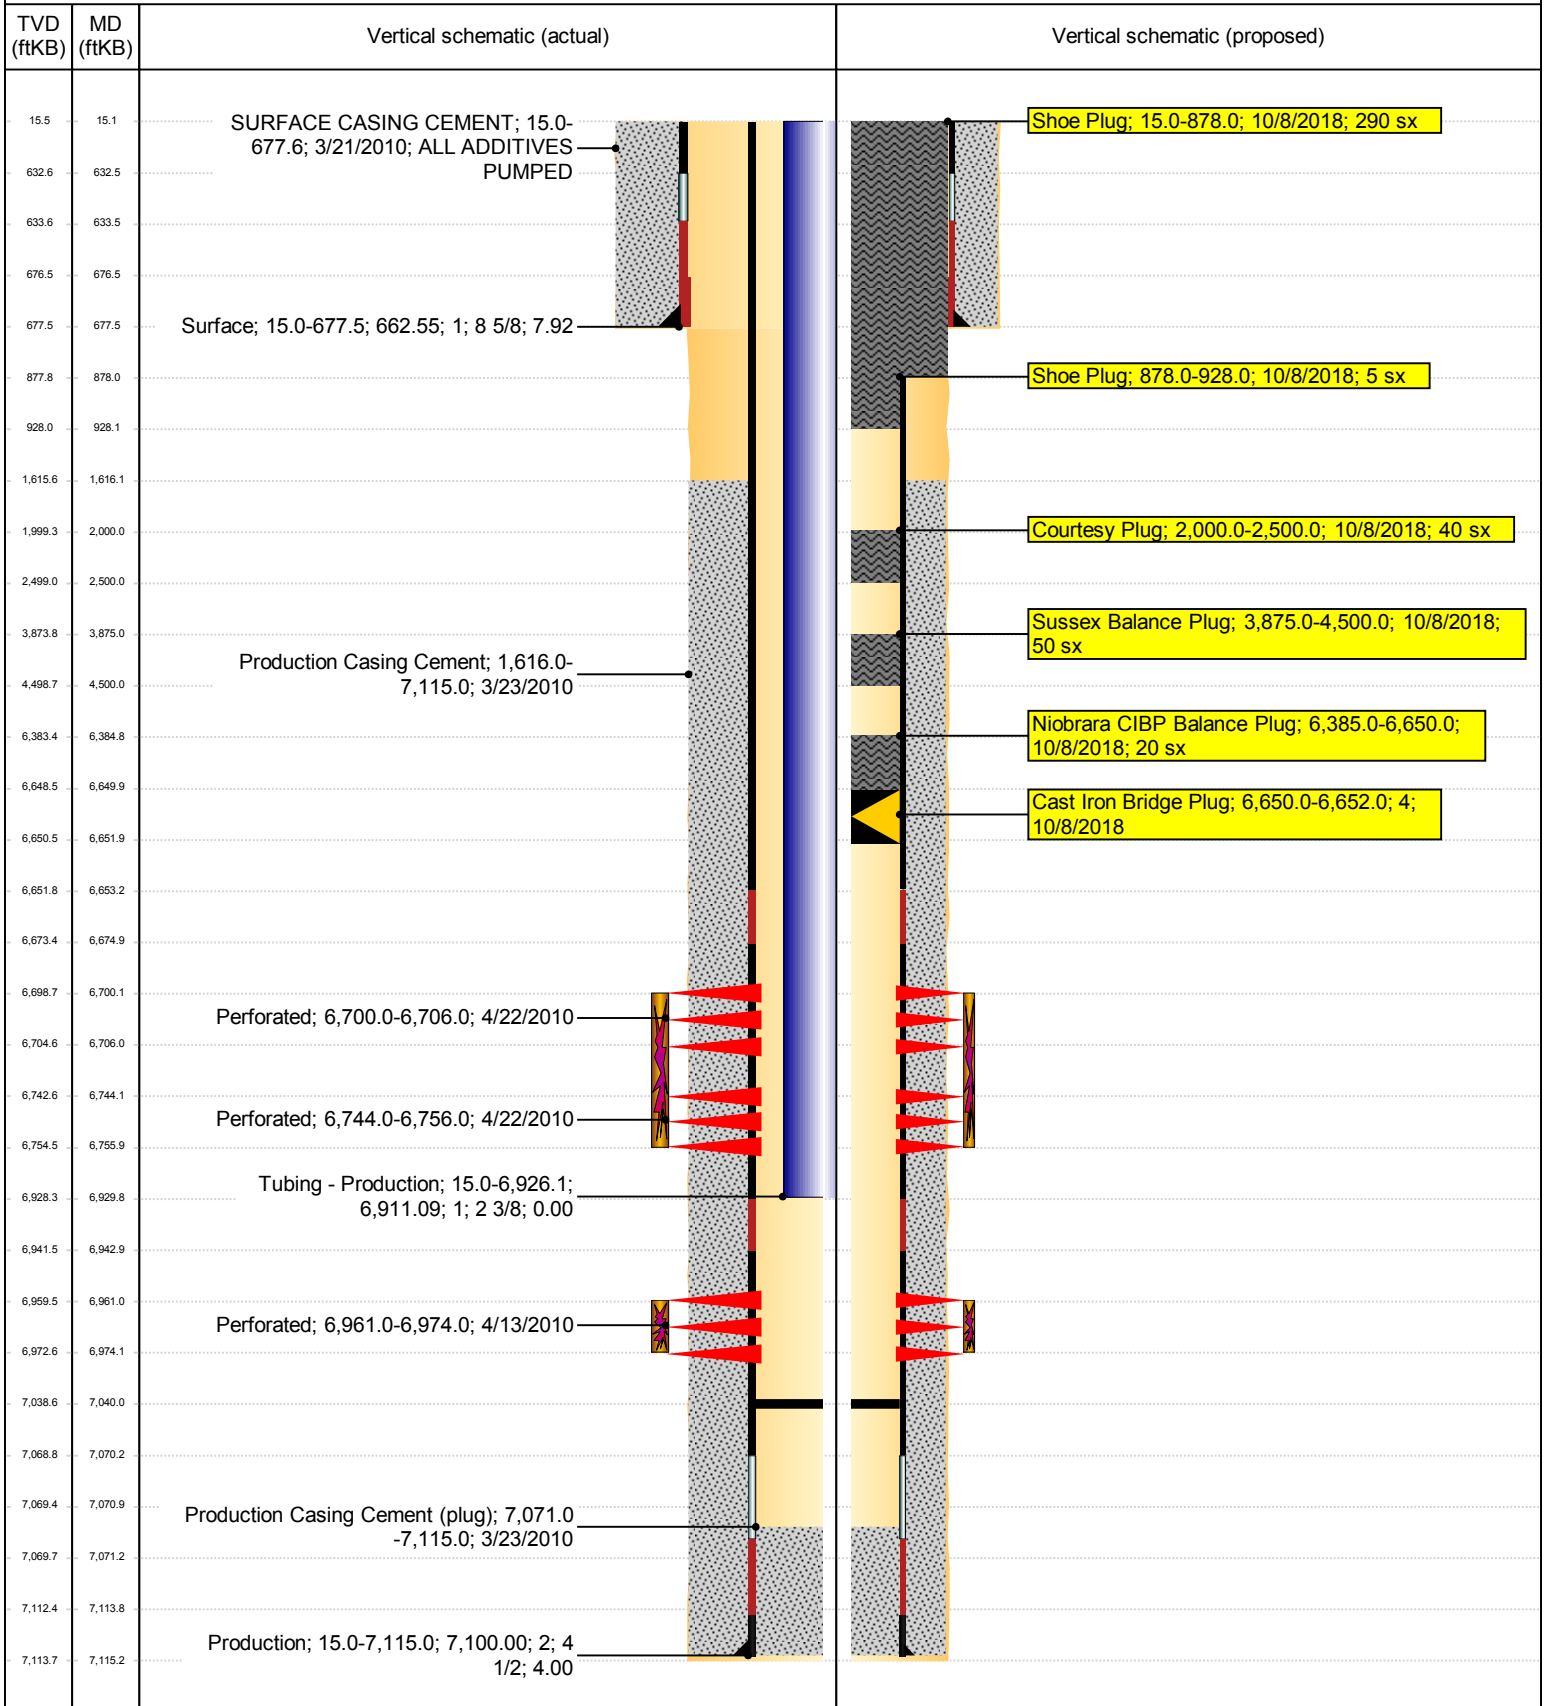 TVD
(ftKB)
MD
(ftKB)
Vertical schematic (actual)
Vertical schematic (proposed)
15.5 15.1
632.6 632.5
633.6 633.5
676.5 676.5
677.5 677.5
877.8 878.0
928.0 928.1
1,615.6 1,616.1
1,999.3 2,000.0
2,499.0 2,500.0
3,873.8 3,875.0
4,498.7 4,500.0
6,383.4 6,384.8
6,648.5 6,649.9
6,650.5 6,651.9
6,651.8 6,653.2
6,673.4 6,674.9
6,698.7 6,700.1
6,704.6 6,706.0
6,742.6 6,744.1
6,754.5 6,755.9
6,928.3 6,929.8
6,941.5 6,942.9
6,959.5 6,961.0
6,972.6 6,974.1
7,038.6 7,040.0
7,068.8 7,070.2
7,069.4 7,070.9
7,069.7 7,071.2
7,112.4 7,113.8
7,113.7 7,115.2
SURFACE CASING CEMENT; 15.0-
677.6; 3/21/2010; ALL ADDITIVES
PUMPED
Surface; 15.0-677.5; 662.55; 1; 8 5/8; 7.92
Production Casing Cement; 1,616.0-
7,115.0; 3/23/2010
Perforated; 6,700.0-6,706.0; 4/22/2010
Perforated; 6,744.0-6,756.0; 4/22/2010
Tubing - Production; 15.0-6,926.1;
6,911.09; 1; 2 3/8; 0.00
Perforated; 6,961.0-6,974.0; 4/13/2010
Production Casing Cement (plug); 7,071.0
-7,115.0; 3/23/2010
Production; 15.0-7,115.0; 7,100.00; 2; 4
1/2; 4.00
Shoe Plug; 15.0-878.0; 10/8/2018; 290 sx
Shoe Plug; 878.0-928.0; 10/8/2018; 5 sx
Courtesy Plug; 2,000.0-2,500.0; 10/8/2018; 40 sx
Sussex Balance Plug; 3,875.0-4,500.0; 10/8/2018;
50 sx
Niobrara CIBP Balance Plug; 6,385.0-6,650.0;
10/8/2018; 20 sx
Cast Iron Bridge Plug; 6,650.0-6,652.0; 4;
10/8/2018